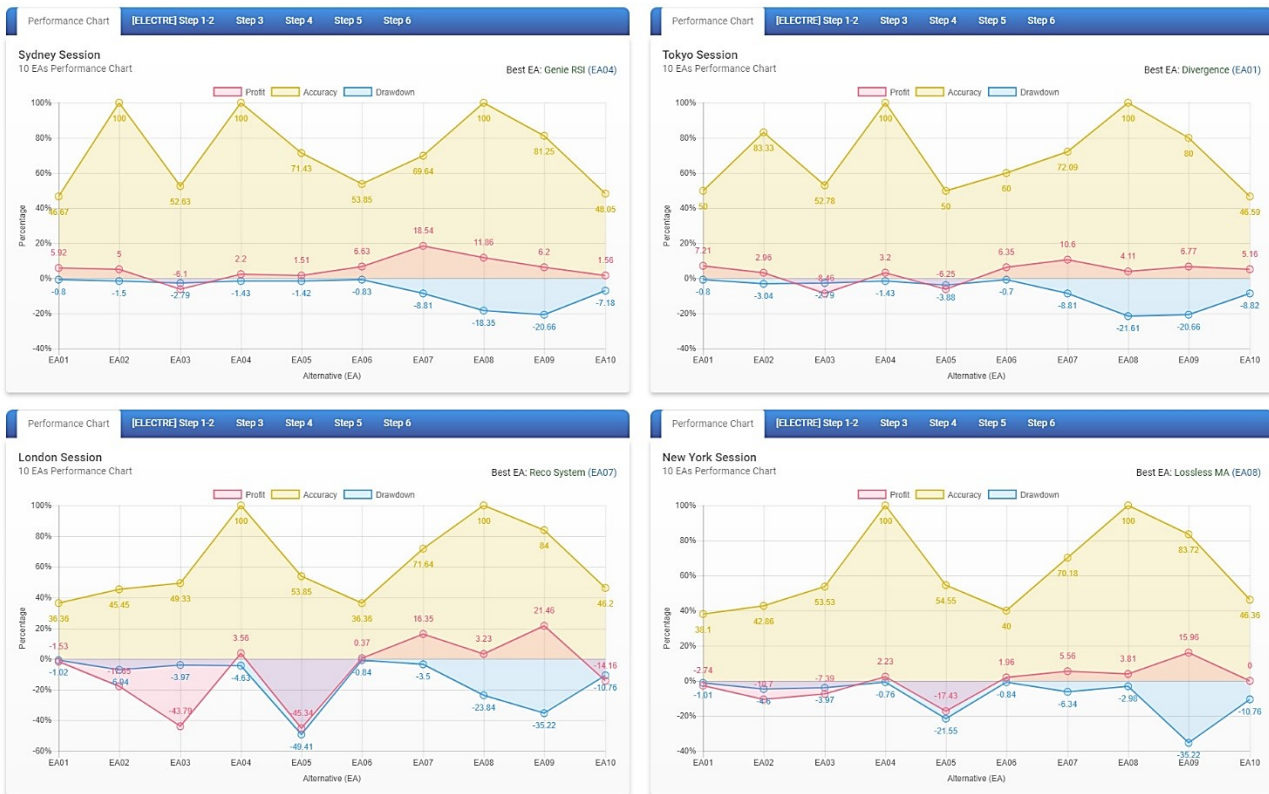 Performance Chart [ELECTRE] Step 1-2 Step 3 Step 4 Step 5 Step 6
Sydney Session
10 EAs Performance Chart
Best EA: Genie RSI (EA04)
Profit Accuracy Drawdown
100%
80%
60%
40%
20%
0%
-20%
-40%
Percentage
46.67 100 52.63 100 71.43 53.85 69.64 100 81.25 48.05
5.92 5 -6.1 2.2 1.51 6.63 18.54 11.86 6.2 1.56
-0.8 -1.5 -2.79 -1.43 -1.42 -0.83 -8.81 -18.35 -20.66 -7.18
EA01 EA02 EA03 EA04 EA05 EA06 EA07 EA08 EA09 EA10
Alternative (EA)
Performance Chart [ELECTRE] Step 1-2 Step 3 Step 4 Step 5 Step 6
Tokyo Session
10 EAs Performance Chart
Best EA: Divergence (EA01)
Profit Accuracy Drawdown
100%
80%
60%
40%
20%
0%
-20%
-40%
Percentage
50 83.33 52.78 100 50 60 72.09 100 80 46.59
7.21 2.96 3.2 -6.25 6.35 10.6 4.11 6.77 5.16
-0.8 -3.04 -2.79 -1.43 -3.88 -0.7 -8.81 -21.61 -20.66 -8.82
EA01 EA02 EA03 EA04 EA05 EA06 EA07 EA08 EA09 EA10
Alternative (EA)
Performance Chart [ELECTRE] Step 1-2 Step 3 Step 4 Step 5 Step 6
London Session
10 EAs Performance Chart
Best EA: Reco System (EA07)
Profit Accuracy Drawdown
100%
80%
60%
40%
20%
0%
-20%
-40%
-60%
Percentage
36.36 45.45 49.33 100 53.85 36.36 71.64 100 84 46.2
-1.53 -43.79 3.56 -45.34 0.37 16.35 3.23 21.46 -14.16
-1.02 -3.97 -4.63 -49.41 -0.84 -3.5 -23.84 -35.22 -10.76
EA01 EA02 EA03 EA04 EA05 EA06 EA07 EA08 EA09 EA10
Alternative (EA)
Performance Chart [ELECTRE] Step 1-2 Step 3 Step 4 Step 5 Step 6
New York Session
10 EAs Performance Chart
Best EA: Lossless MA (EA08)
Profit Accuracy Drawdown
100%
80%
60%
40%
20%
0%
-20%
-40%
Percentage
38.1 42.86 53.53 100 54.55 40 70.18 100 83.72 46.36
-2.74 -10.7 -7.39 2.23 -17.43 1.96 5.56 3.81 15.96 0
-1.01 -4.6 -3.97 -0.76 -21.55 -0.84 -6.34 -2.98 -35.22 -10.76
EA01 EA02 EA03 EA04 EA05 EA06 EA07 EA08 EA09 EA10
Alternative (EA)